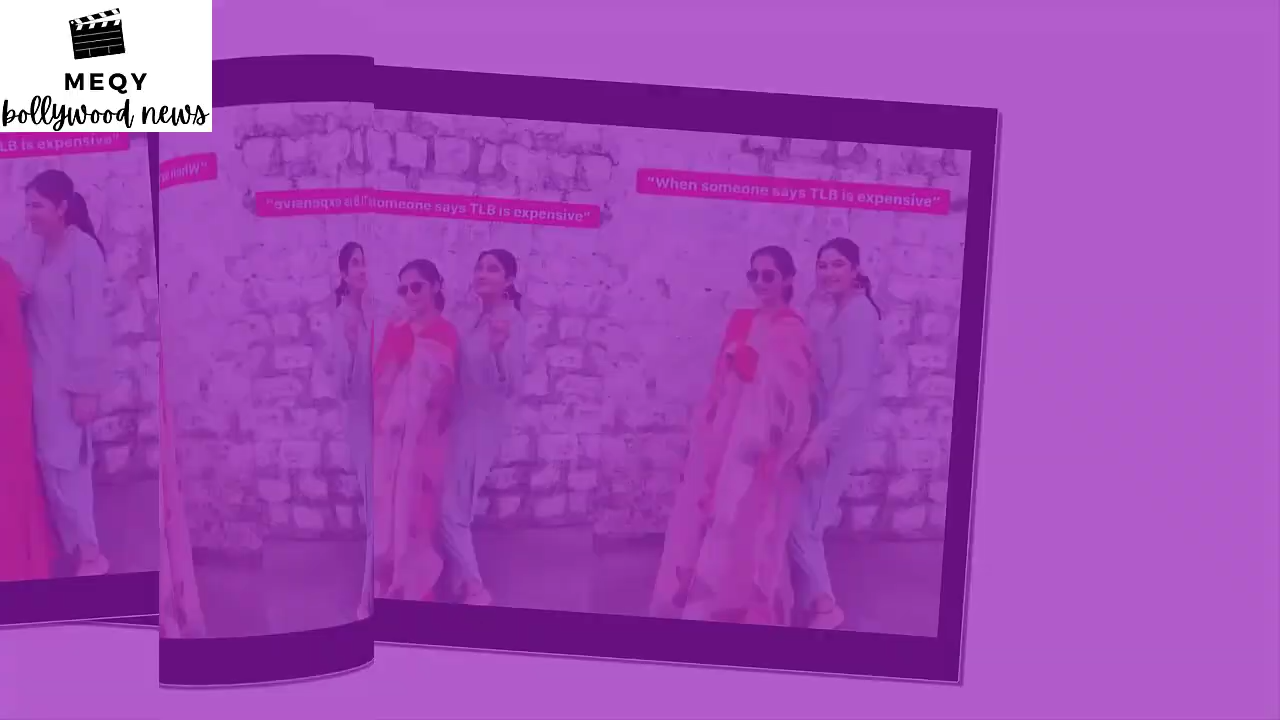 MEQY
bollywood news
LB is expensive"
"When someone says TLB is expensive"
someone says TLB is expensive"